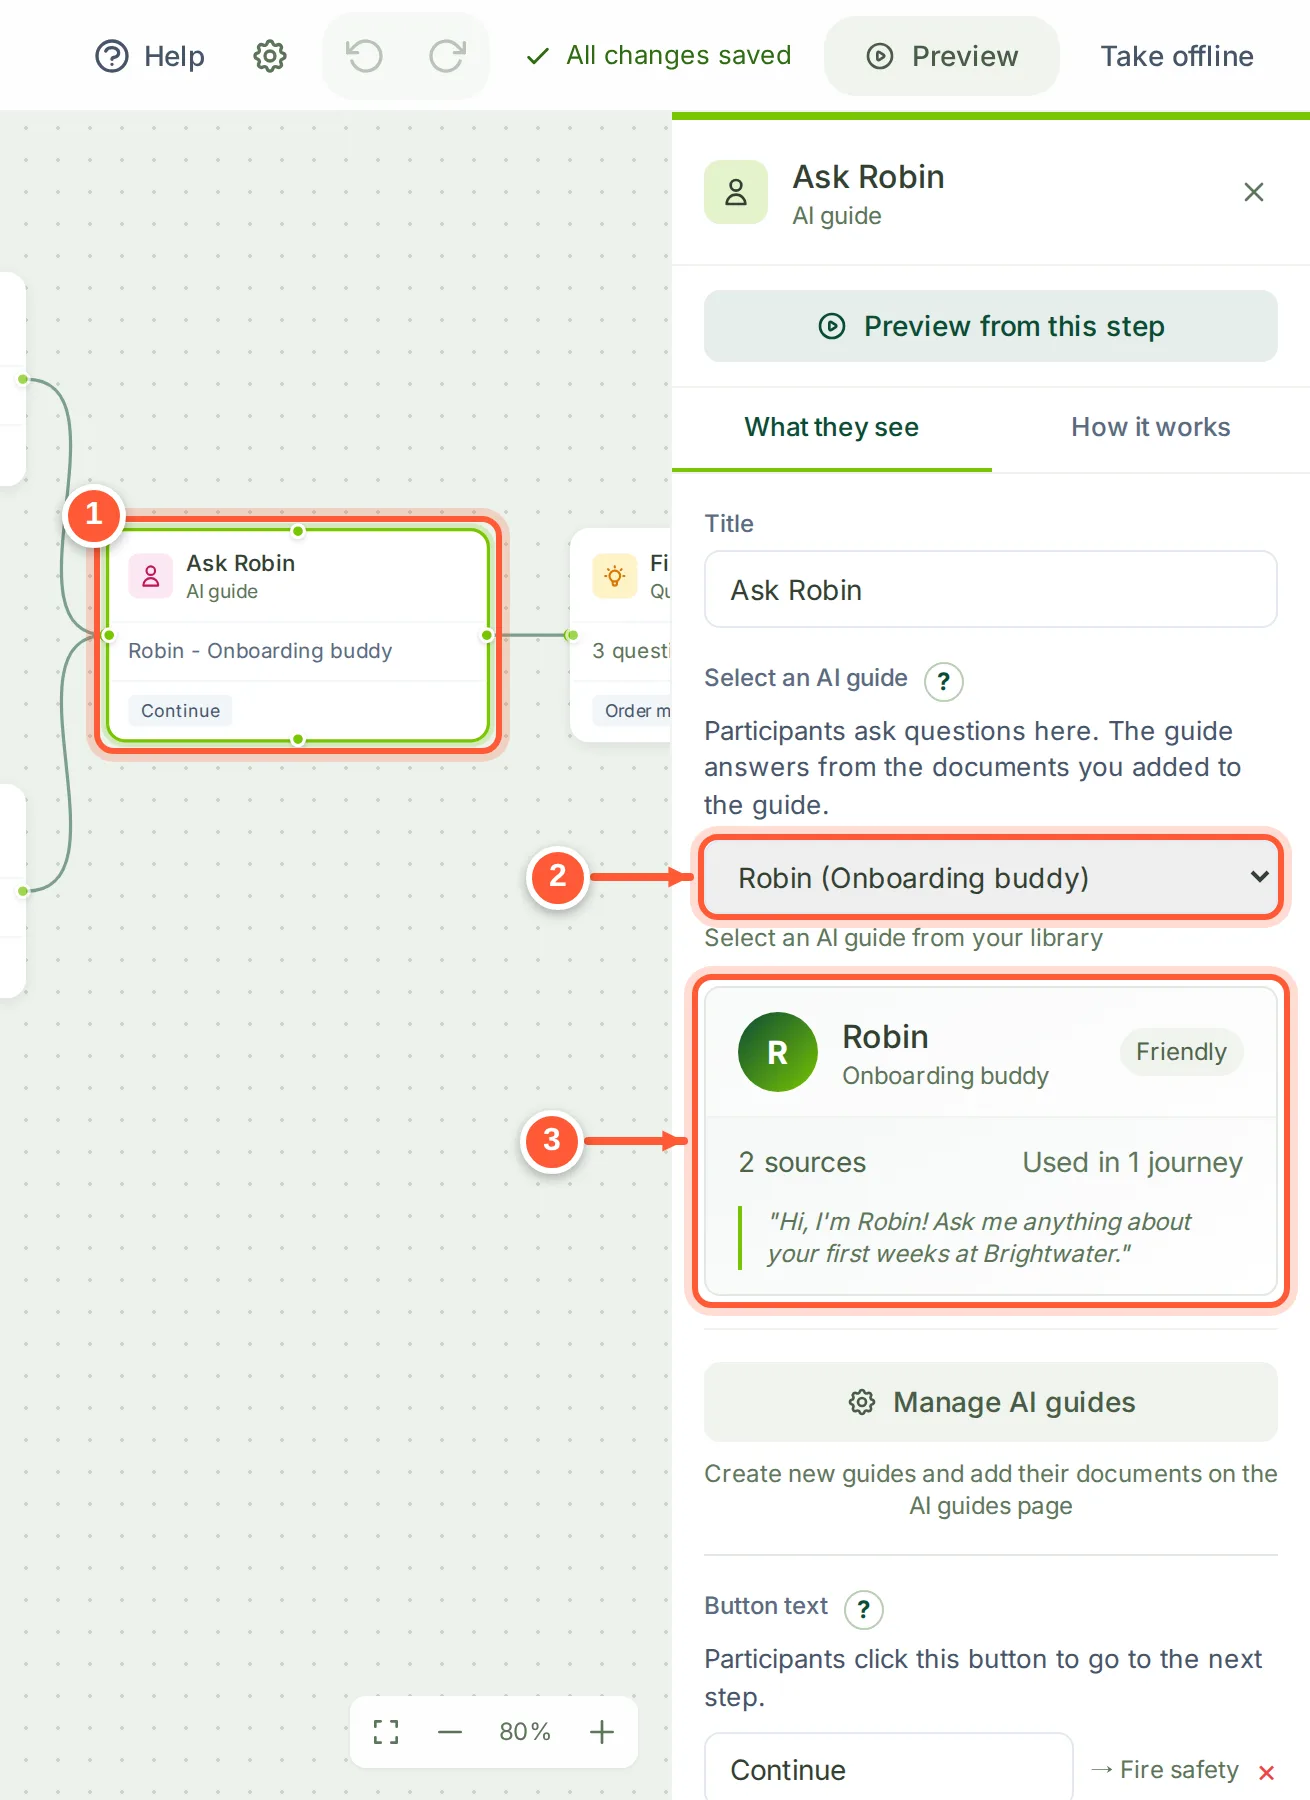 Help
All changes saved
Preview
Take offline
Ask Robin
AI guide
Preview from this step
What they see
How it works
1
Ask Robin
AI guide
Robin - Onboarding buddy
Continue
Fi
Qu
3 questi
Order m
Title
Ask Robin
Select an AI guide ?
Participants ask questions here. The guide
answers from the documents you added to
the guide.
2
Robin (Onboarding buddy)
Select an AI guide from your library
3
R
Robin
Onboarding buddy
Friendly
2 sources
Used in 1 journey
"Hi, I'm Robin! Ask me anything about
your first weeks at Brightwater."
Manage AI guides
Create new guides and add their documents on the
AI guides page
Button text ?
Participants click this button to go to the next
step.
Continue
→ Fire safety ×
80%